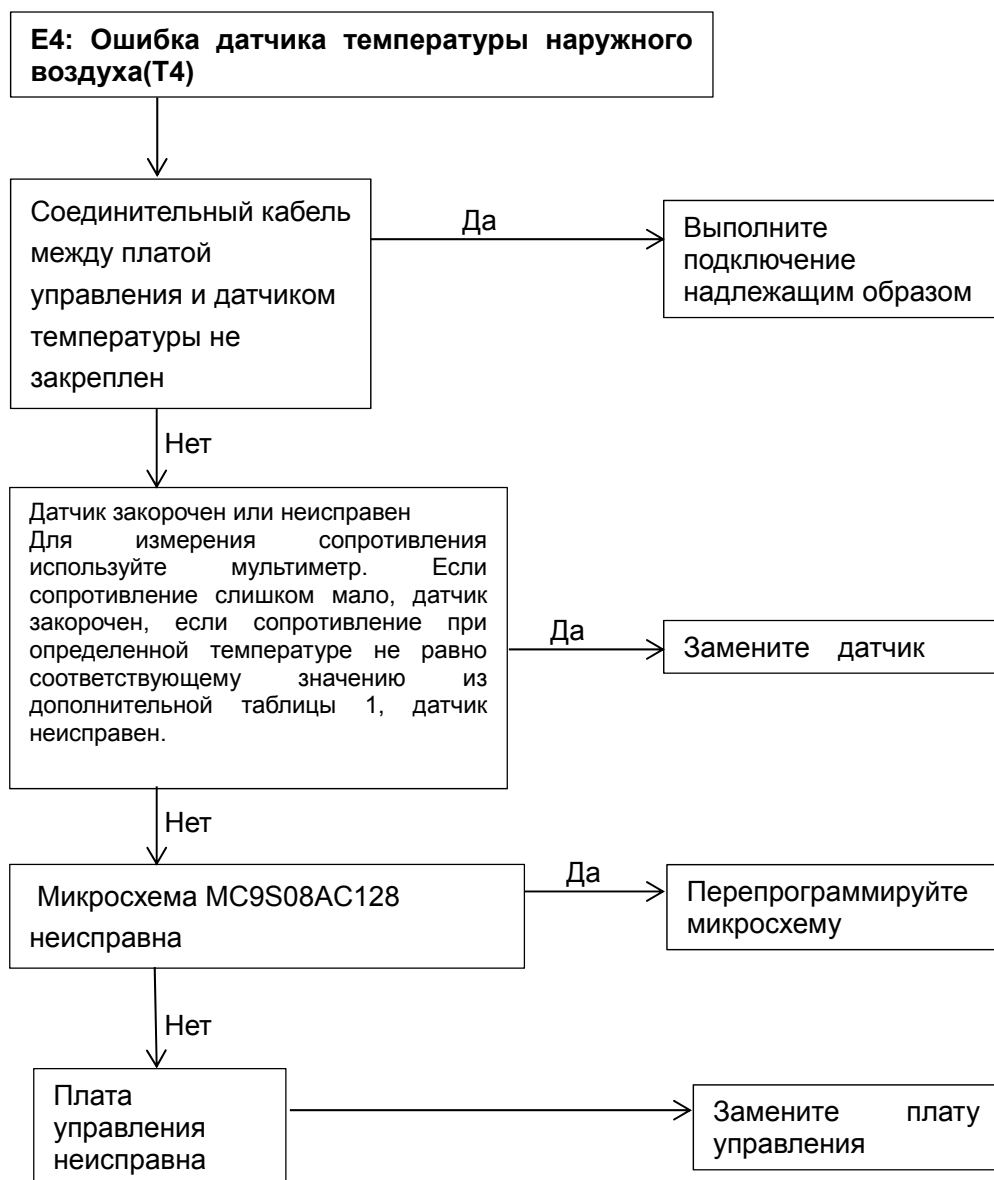 E4: Ошибка датчика температуры наружного
воздуха(T4)
Соединительный кабель
между платой
управления и датчиком
температуры не
закреплен
Да
Выполните
подключение
надлежащим образом
Нет
Датчик закорочен или неисправен
Для измерения сопротивления
используйте мультиметр. Если
сопротивление слишком мало, датчик
закорочен, если сопротивление при
определенной температуре не равно
соответствующему значению из
дополнительной таблицы 1, датчик
неисправен.
Да
Замените датчик
Нет
Микросхема MC9S08AC128
неисправна
Да
Перепрограммируйте
микросхему
Нет
Плата
управления
неисправна
Замените плату
управления